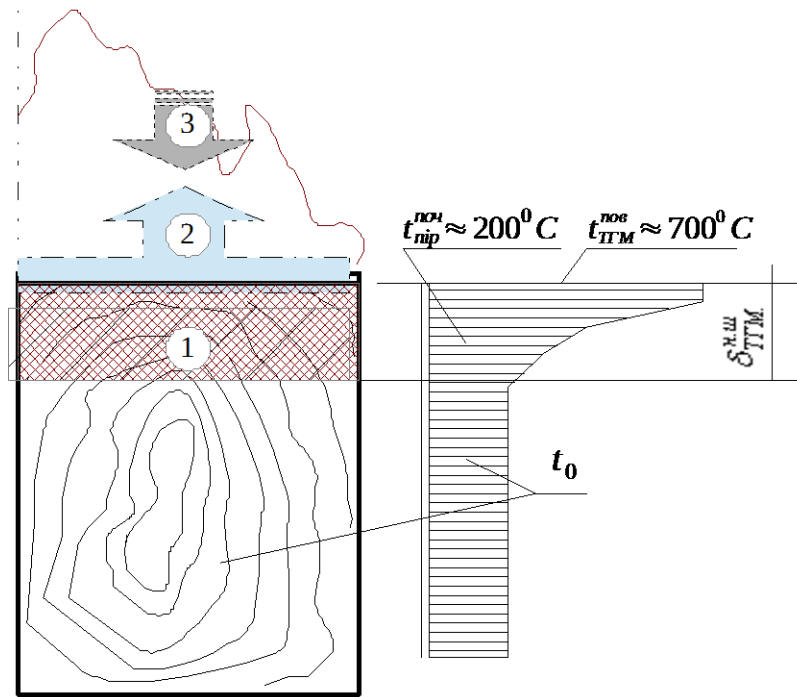 3
2
t_{пір}^{поч} ≈ 200⁰ C
t_{ТГМ}^{пов} ≈ 700⁰ C
1
δ_{ТГМ.}^{н.ш}
t₀